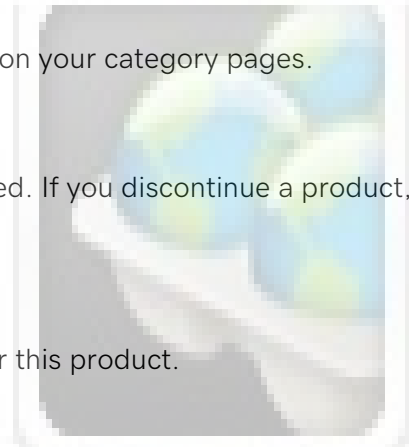 on your category pages.
ed. If you discontinue a product,
r this product.